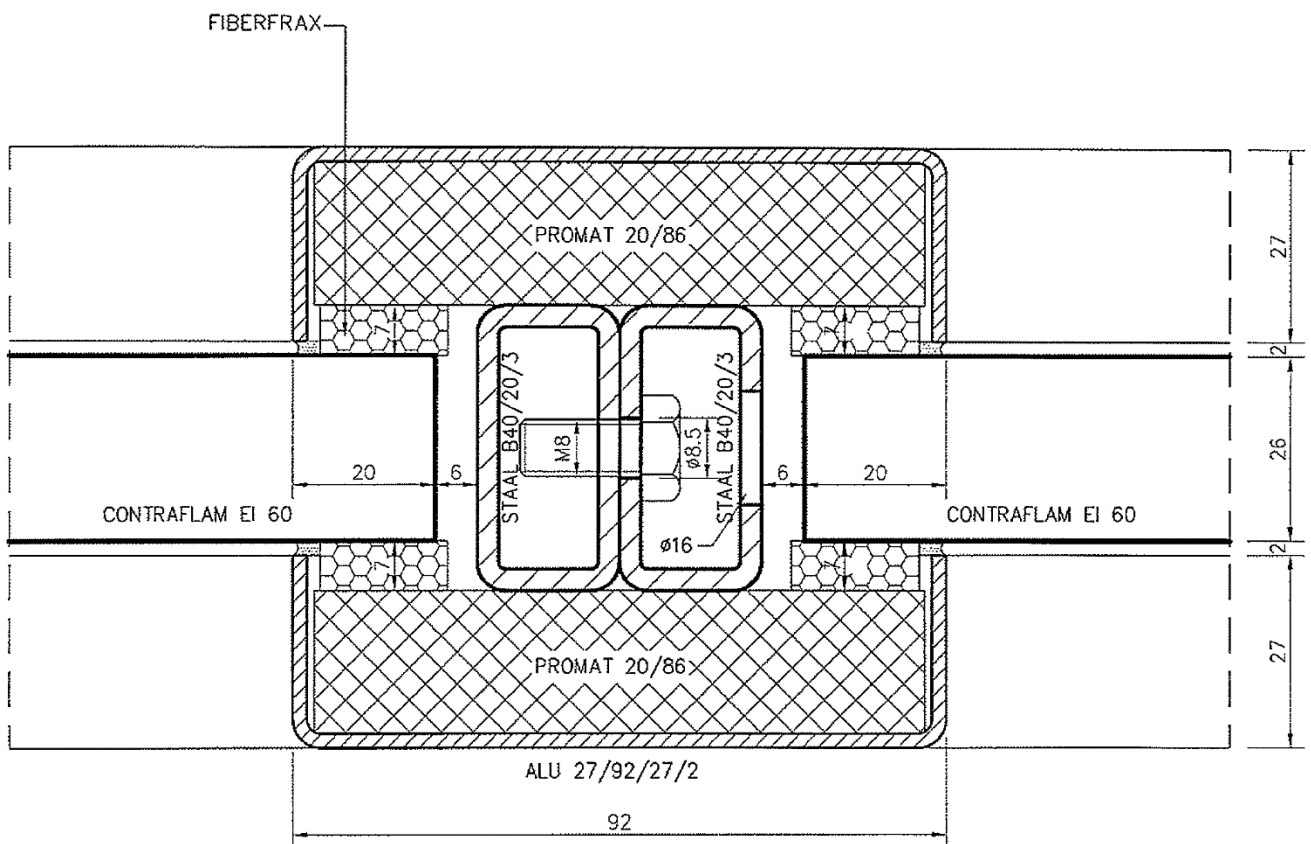 FIBERFRAX
PROMAT 20/86
27
7
7
2
STAAL B40/20/3
STAAL B40/20/3
M8
ø8.5
26
20
6
6
20
CONTRAFLAM EI 60
CONTRAFLAM EI 60
ø16
7
7
2
PROMAT 20/86
27
ALU 27/92/27/2
92